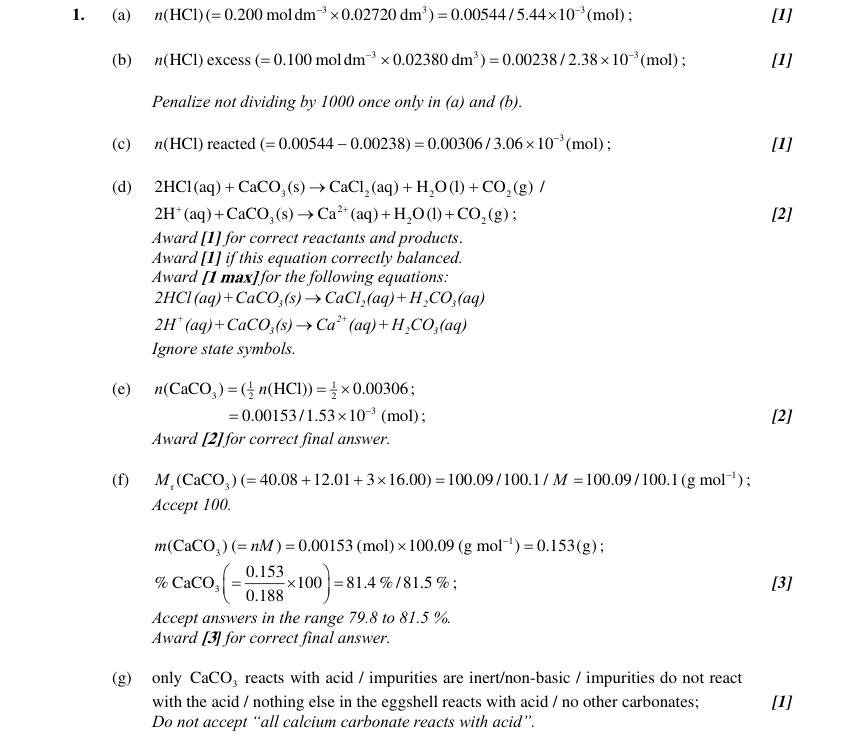 1. (a) n(HCl) (= 0.200 mol dm⁻³ × 0.02720 dm³) = 0.00544 / 5.44×10⁻³ (mol) ; [1]
(b) n(HCl) excess (= 0.100 mol dm⁻³ × 0.02380 dm³) = 0.00238 / 2.38 × 10⁻³ (mol) ; [1]
Penalize not dividing by 1000 once only in (a) and (b).
(c) n(HCl) reacted (= 0.00544 − 0.00238) = 0.00306 / 3.06 × 10⁻³ (mol) ; [1]
(d) 2HCl(aq) + CaCO₃(s) → CaCl₂(aq) + H₂O(l) + CO₂(g) /
2H⁺(aq) + CaCO₃(s) → Ca²⁺(aq) + H₂O(l) + CO₂(g) ; [2]
Award [1] for correct reactants and products.
Award [1] if this equation correctly balanced.
Award [1 max] for the following equations:
2HCl(aq) + CaCO₃(s) → CaCl₂(aq) + H₂CO₃(aq)
2H⁺(aq) + CaCO₃(s) → Ca²⁺(aq) + H₂CO₃(aq)
Ignore state symbols.
(e) n(CaCO₃) = (½ n(HCl)) = ½ × 0.00306 ;
= 0.00153 / 1.53 × 10⁻³ (mol) ; [2]
Award [2] for correct final answer.
(f) Mᵣ(CaCO₃) (= 40.08 + 12.01 + 3×16.00) = 100.09 / 100.1 / M = 100.09 / 100.1 (g mol⁻¹) ;
Accept 100.
m(CaCO₃) (= nM) = 0.00153 (mol) × 100.09 (g mol⁻¹) = 0.153 (g) ;
% CaCO₃ (= 0.153/0.188 × 100) = 81.4 % / 81.5 % ; [3]
Accept answers in the range 79.8 to 81.5 %.
Award [3] for correct final answer.
(g) only CaCO₃ reacts with acid / impurities are inert/non-basic / impurities do not react
with the acid / nothing else in the eggshell reacts with acid / no other carbonates; [1]
Do not accept “all calcium carbonate reacts with acid”.